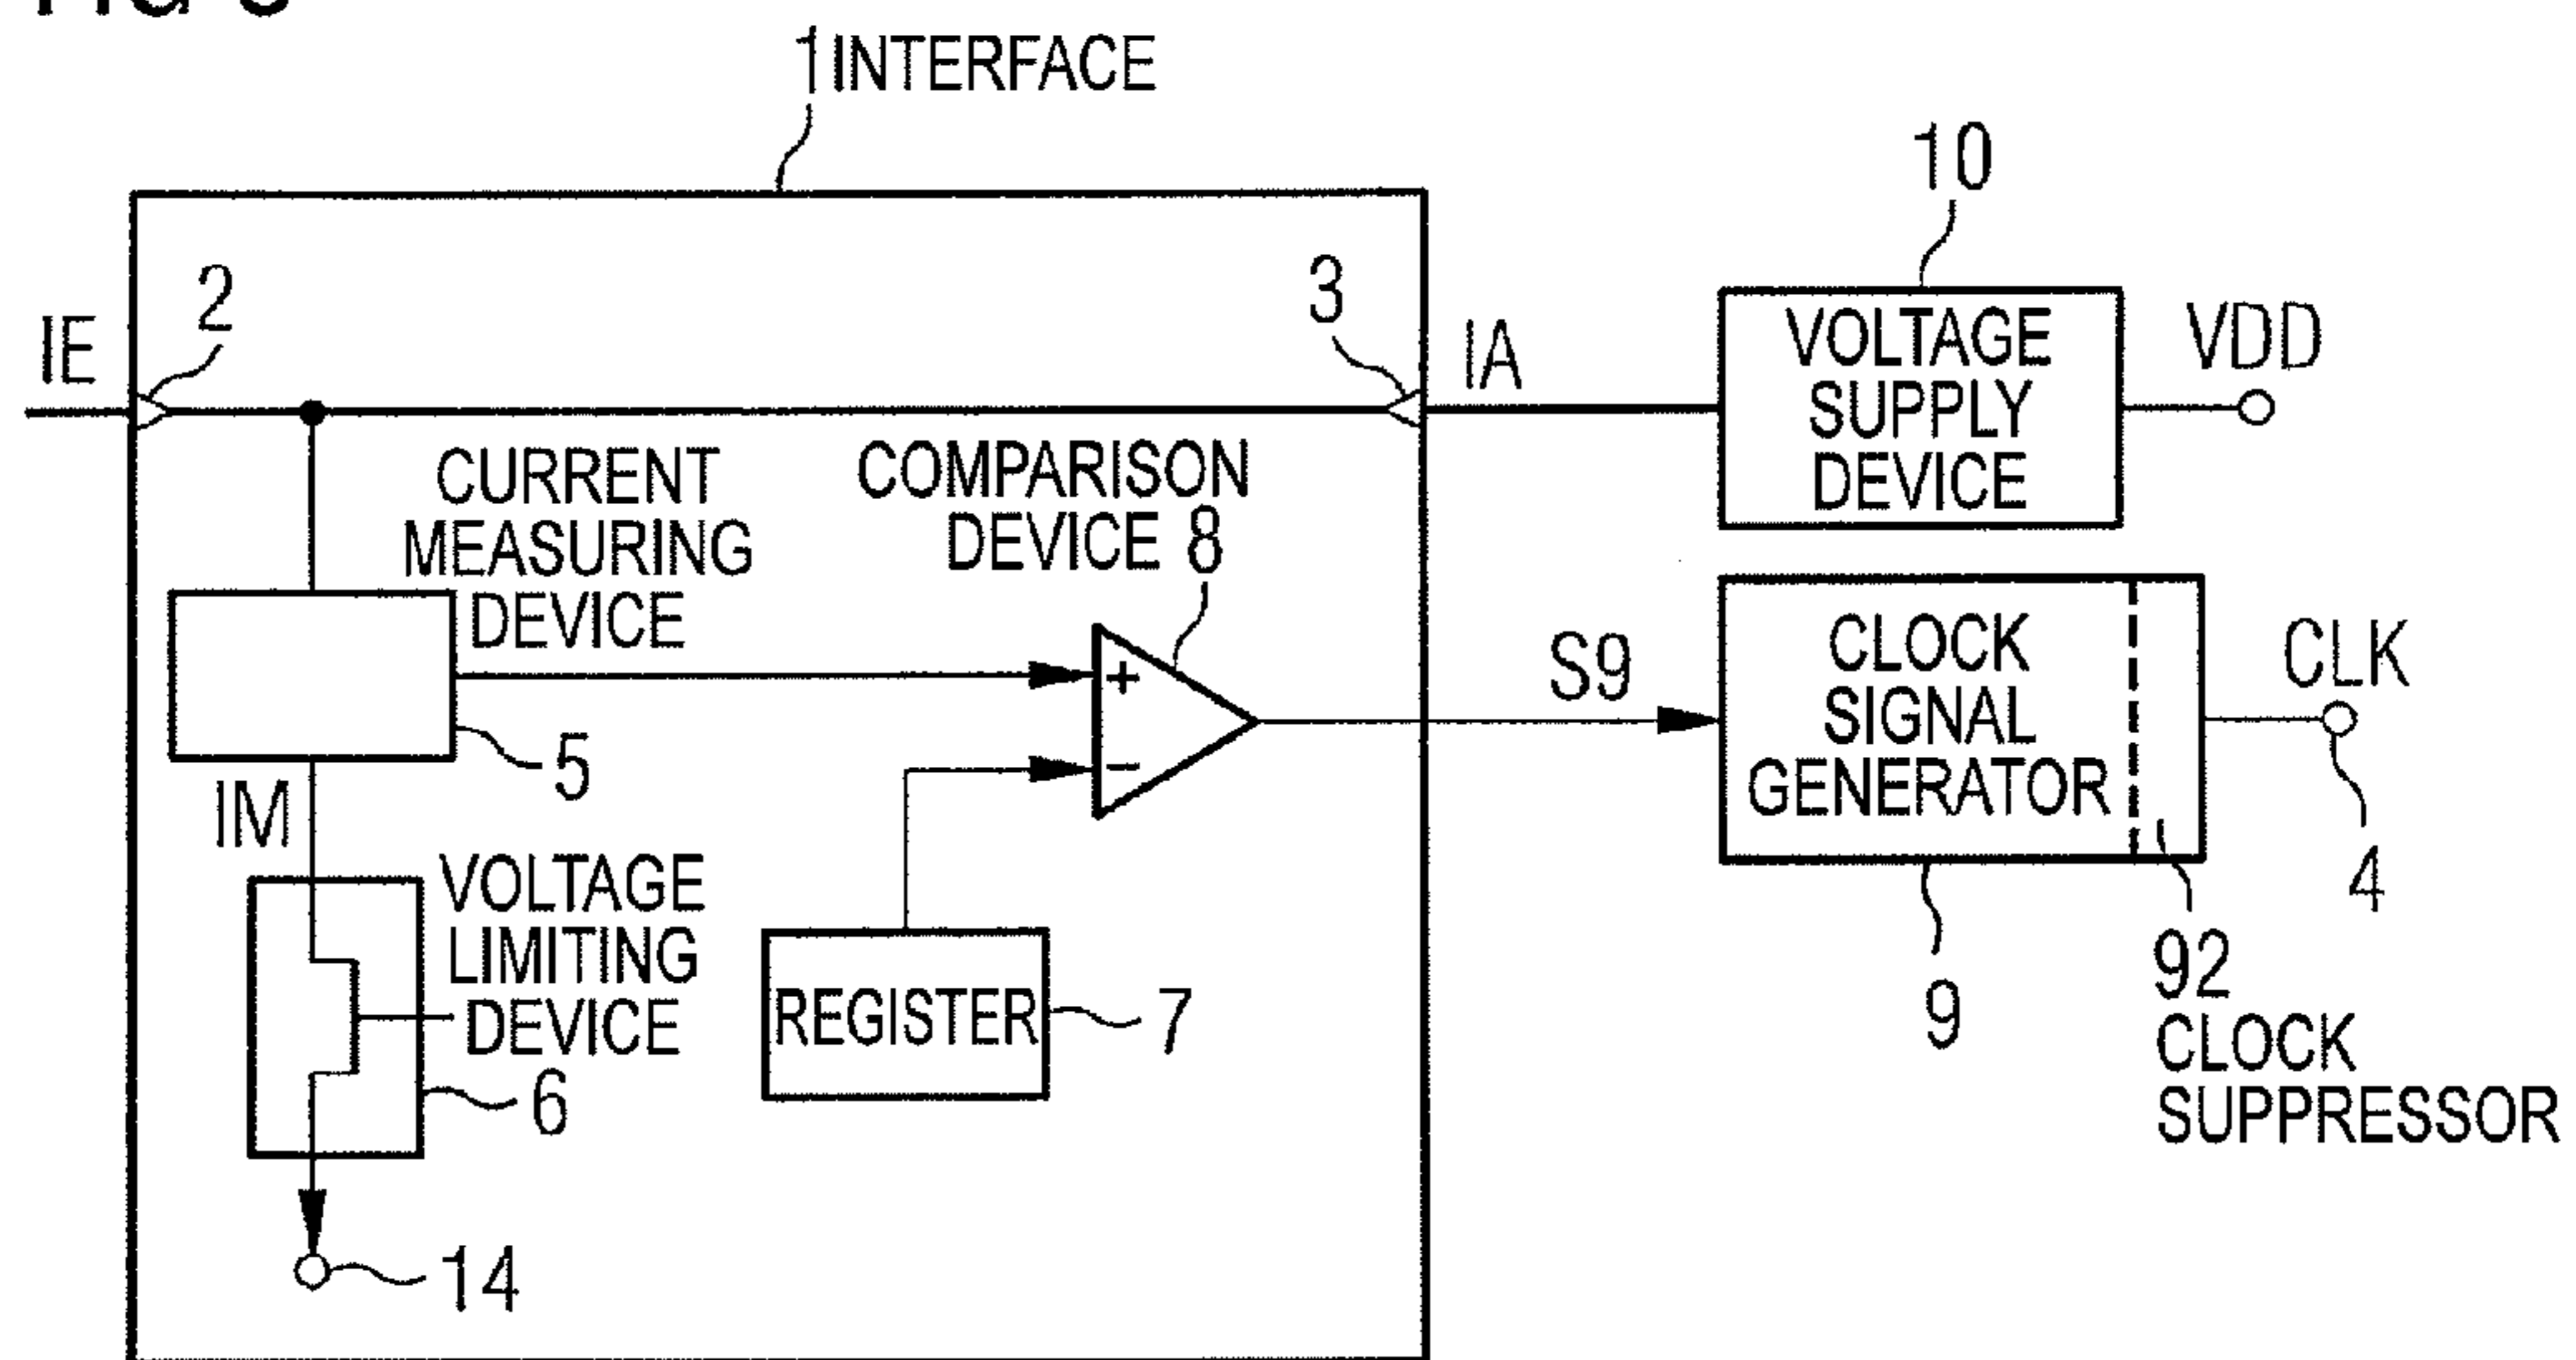 1 INTERFACE
10
2
3
IE
IA
VOLTAGE
SUPPLY
DEVICE
VDD
CURRENT
MEASURING
DEVICE
COMPARISON
DEVICE 8
+
−
5
IM
S9
CLOCK
SIGNAL
GENERATOR
CLK
4
VOLTAGE
LIMITING
DEVICE
6
REGISTER
7
9
92
CLOCK
SUPPRESSOR
14